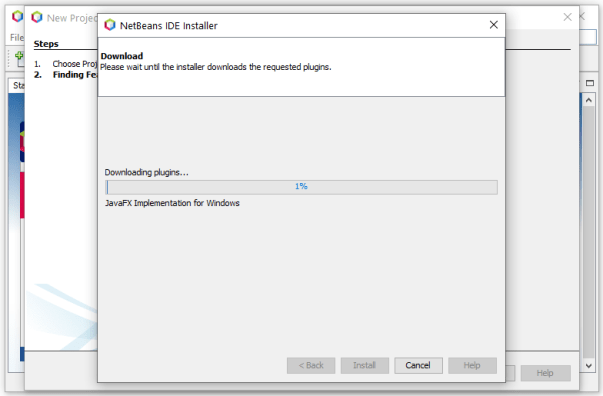 New Projec
NetBeans IDE Installer
File
Steps
1. Choose Proj
2. Finding Fea
Sta
Download
Please wait until the installer downloads the requested plugins.
Downloading plugins...
1%
JavaFX Implementation for Windows
< Back
Install
Cancel
Help
Help